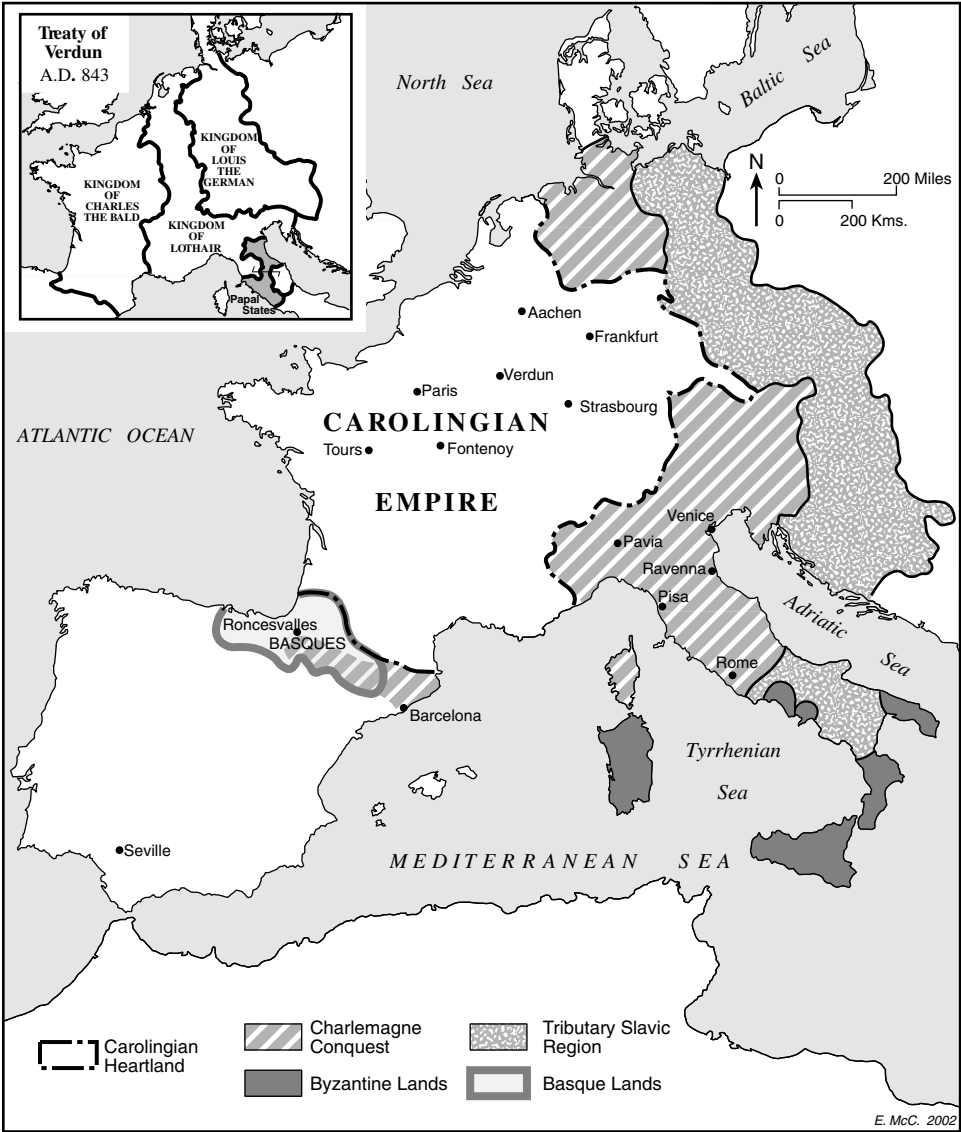 Treaty of
Verdun
A.D. 843
KINGDOM
OF
LOUIS
THE
GERMAN
KINGDOM
OF
CHARLES
THE BALD
KINGDOM
OF
LOTHAIR
Papal
States
North Sea
Baltic Sea
N
0 200 Miles
0 200 Kms.
Aachen
Frankfurt
Verdun
Paris
Strasbourg
CAROLINGIAN
ATLANTIC OCEAN
Tours
Fontenoy
EMPIRE
Venice
Pavia
Ravenna
Pisa
Adriatic
Sea
Roncesvalles
BASQUES
Rome
Barcelona
Tyrrhenian
Sea
Seville
MEDITERRANEAN SEA
Carolingian
Heartland
Charlemagne
Conquest
Tributary Slavic
Region
Byzantine Lands
Basque Lands
E. McC. 2002